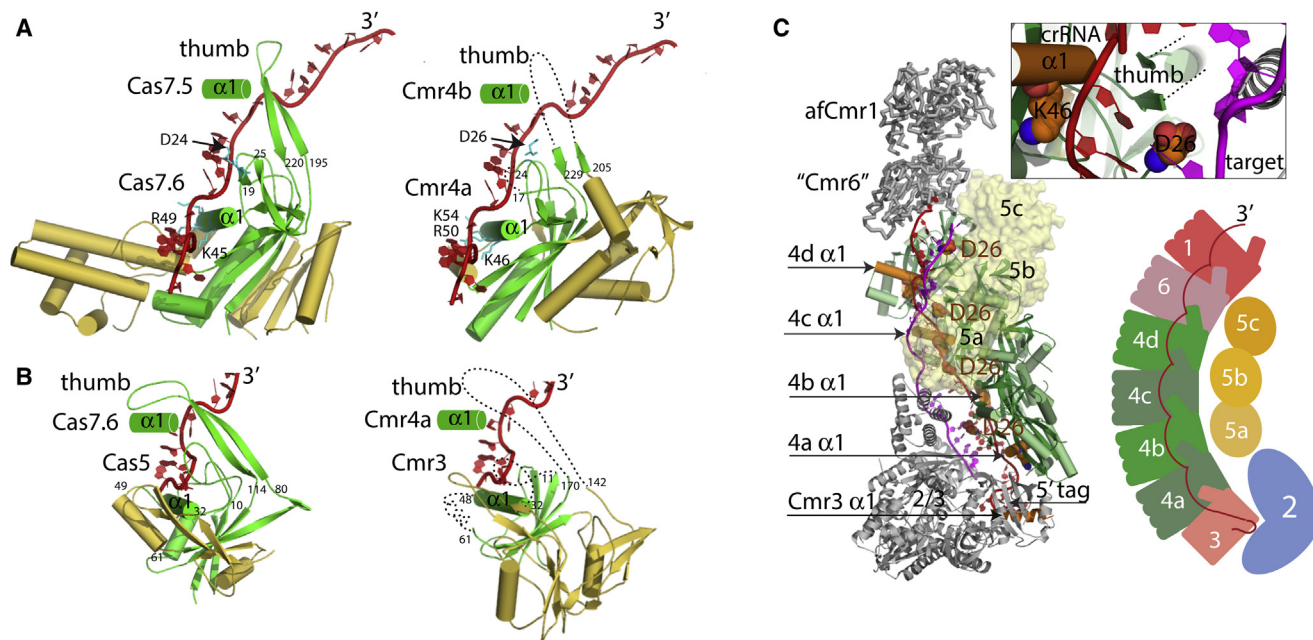 A
thumb
3′
Cas7.5
α1
D24
25
220
195
Cas7.6
19
R49
α1
K45
thumb
3′
Cmr4b
α1
D26
24
205
229
Cmr4a
17
K54
R50
α1
K46
B
thumb
3′
Cas7.6
α1
Cas5
49
α1
114
80
10
32
61
thumb
3′
Cmr4a
α1
Cmr3
11
170
142
48
α1
32
61
C
crRNA
α1
thumb
K46
D26
target
afCmr1
“Cmr6”
5c
D26
5b
4d α1
D26
4c α1
5a
D26
4b α1
D26
4a α1
5′ tag
Cmr3 α1
2/3
3′
1
6
5c
4d
5b
4c
5a
4b
4a
2
3